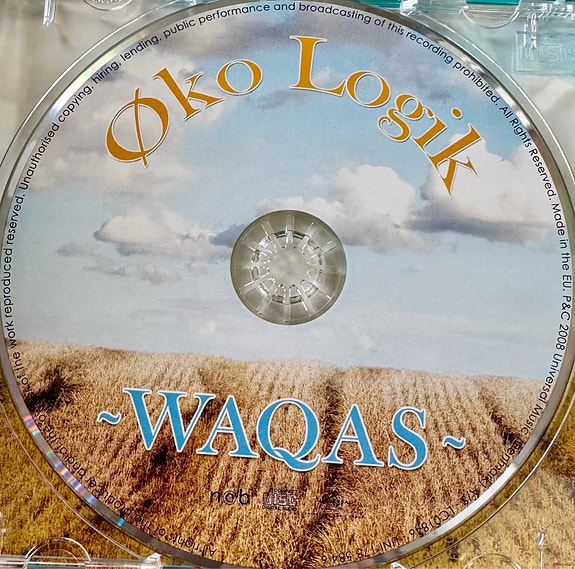 Øko Logik
~WAQAS~
ncb
of the work reproduced reserved. Unauthorised copying, hiring, lending, public performance and broadcasting of this recording prohibited. All Rights Reserved. Made in the EU. P&C 2008 Universal Music